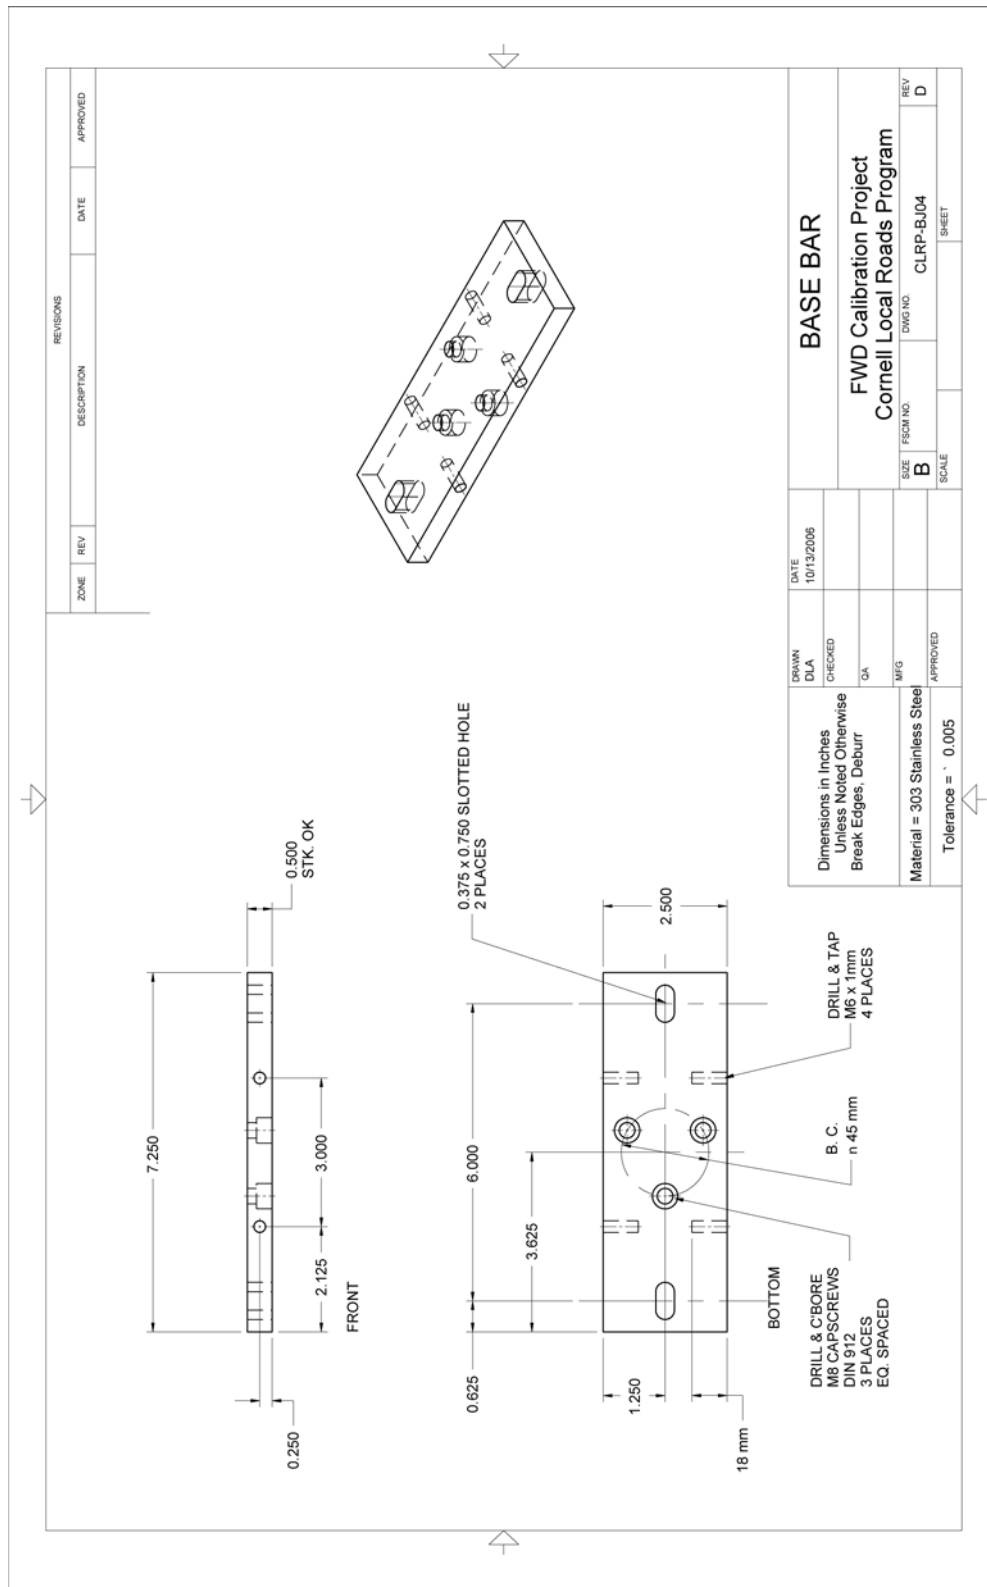 REVISIONS
ZONE REV DESCRIPTION DATE APPROVED
7.250
0.500
STK. OK
0.250
2.125
3.000
FRONT
0.375 x 0.750 SLOTTED HOLE
2 PLACES
0.625
6.000
3.625
1.250
2.500
18 mm
BOTTOM
DRILL & C'BORE
M8 CAPSCREWS
DIN 912
3 PLACES
EQ. SPACED
B. C.
n 45 mm
DRILL & TAP
M6 x 1mm
4 PLACES
Dimensions in Inches
Unless Noted Otherwise
Break Edges, Deburr
Material = 303 Stainless Steel
Tolerance = ` 0.005
DRAWN
DLA
DATE
10/13/2006
CHECKED
QA
MFG
APPROVED
BASE BAR
FWD Calibration Project
Cornell Local Roads Program
SIZE
B
FSCM NO.
DWG NO.
CLRP-BJ04
REV
D
SCALE
SHEET